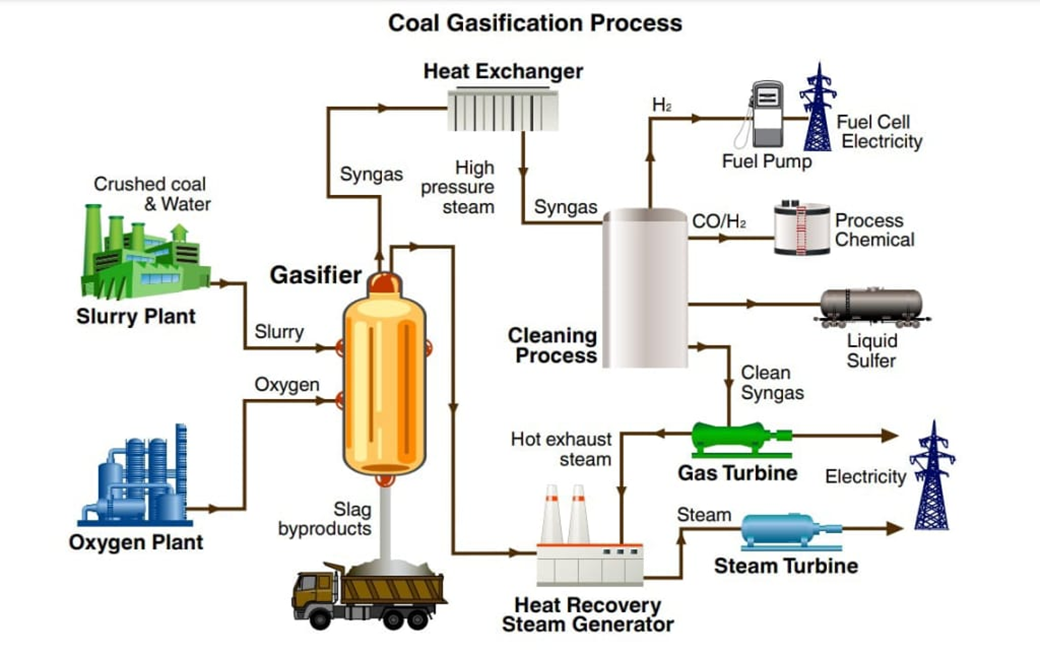 Coal Gasification Process
Heat Exchanger
H₂
Fuel Cell
Electricity
Fuel Pump
Syngas
High
pressure
steam
Crushed coal
& Water
Syngas
CO/H₂
Process
Chemical
Gasifier
Slurry Plant
Slurry
Cleaning
Process
Liquid
Sulfer
Oxygen
Clean
Syngas
Hot exhaust
steam
Gas Turbine
Electricity
Slag
byproducts
Steam
Oxygen Plant
Steam Turbine
Heat Recovery
Steam Generator